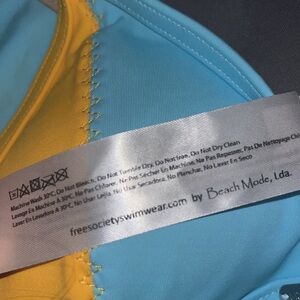 Machine Wash 30°C. Do Not Bleach. Do Not Tumble Dry. Do Not Iron. Do Not Dry Clean
Lavage En Machine A 30°C. Ne Pas Chlorer. Ne Pas Sécher En Machine. Ne Pas Repasser. Pas De Nettoyage
Lavar En Lavadora A 30°C. No Usar Lejia. No Usar Secadora. No Planchar. No Lavar En Seco
freesocietyswimwear.com by Beach Mode, Lda.